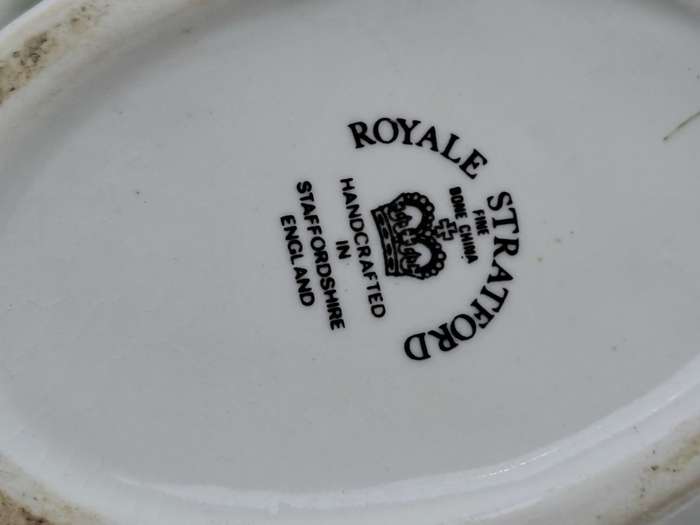 ROYALE STRATFORD
FINE
BONE CHINA
HANDCRAFTED
IN
STAFFORDSHIRE
ENGLAND